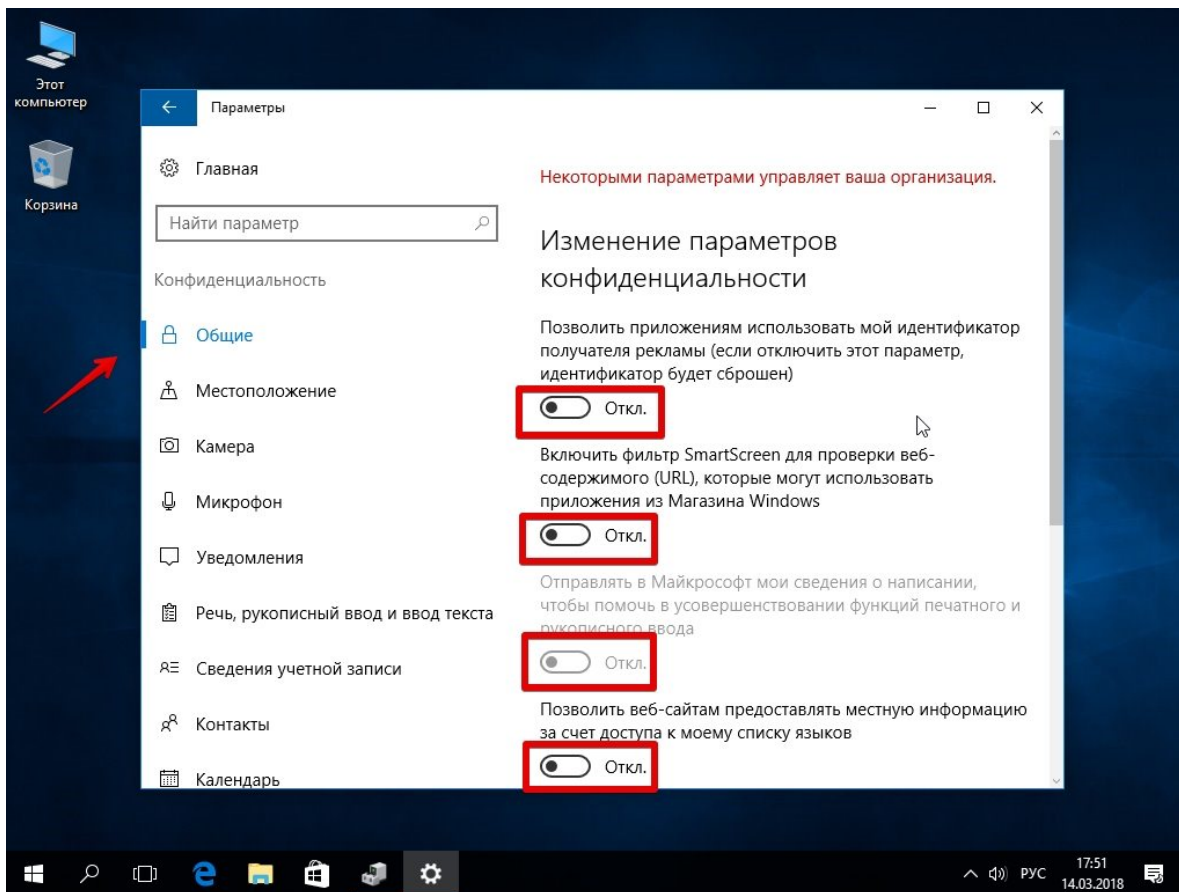 Этот
компьютер
Корзина
Параметры
Главная
Найти параметр
Конфиденциальность
Общие
Местоположение
Камера
Микрофон
Уведомления
Речь, рукописный ввод и ввод текста
Сведения учетной записи
Контакты
Календарь
Некоторыми параметрами управляет ваша организация.
Изменение параметров
конфиденциальности
Позволить приложениям использовать мой идентификатор
получателя рекламы (если отключить этот параметр,
идентификатор будет сброшен)
Откл.
Включить фильтр SmartScreen для проверки веб-
содержимого (URL), которые могут использовать
приложения из Магазина Windows
Откл.
Отправлять в Майкрософт мои сведения о написании,
чтобы помочь в усовершенствовании функций печатного и
рукописного ввода
Откл.
Позволить веб-сайтам предоставлять местную информацию
за счет доступа к моему списку языков
Откл.
РУС
17:51
14.03.2018